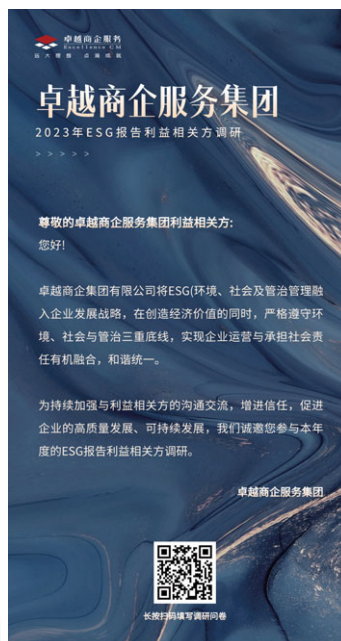 卓越商企服务
Excellence CM
远大理想 点滴成就
卓越商企服务集团
2023年ESG报告利益相关方调研
> > > > >
尊敬的卓越商企服务集团利益相关方:
您好!
卓越商企集团有限公司将ESG(环境、社会及管治管理融
入企业发展战略，在创造经济价值的同时，严格遵守环
境、社会与管治三重底线，实现企业运营与承担社会责
任有机融合，和谐统一。
为持续加强与利益相关方的沟通交流，增进信任，促进
企业的高质量发展、可持续发展，我们诚邀您参与本年
度的ESG报告利益相关方调研。
卓越商企服务集团
长按扫码填写调研问卷